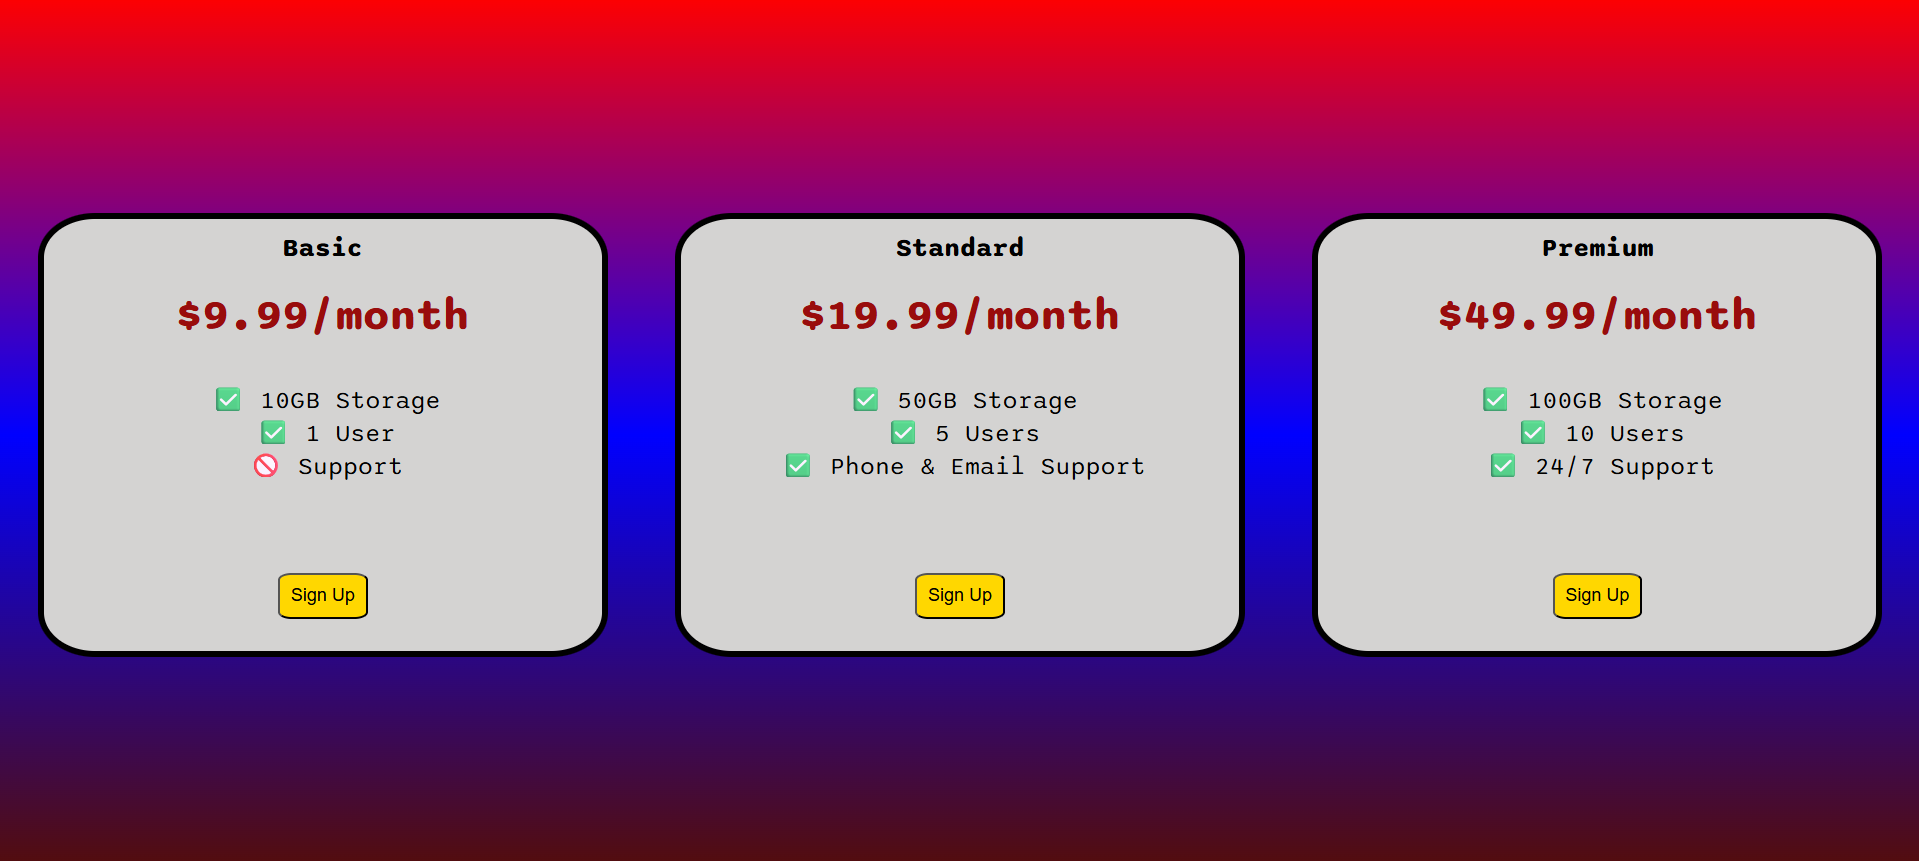 Basic
$9.99/month
✅ 10GB Storage
✅ 1 User
🚫 Support
Sign Up
Standard
$19.99/month
✅ 50GB Storage
✅ 5 Users
✅ Phone & Email Support
Sign Up
Premium
$49.99/month
✅ 100GB Storage
✅ 10 Users
✅ 24/7 Support
Sign Up